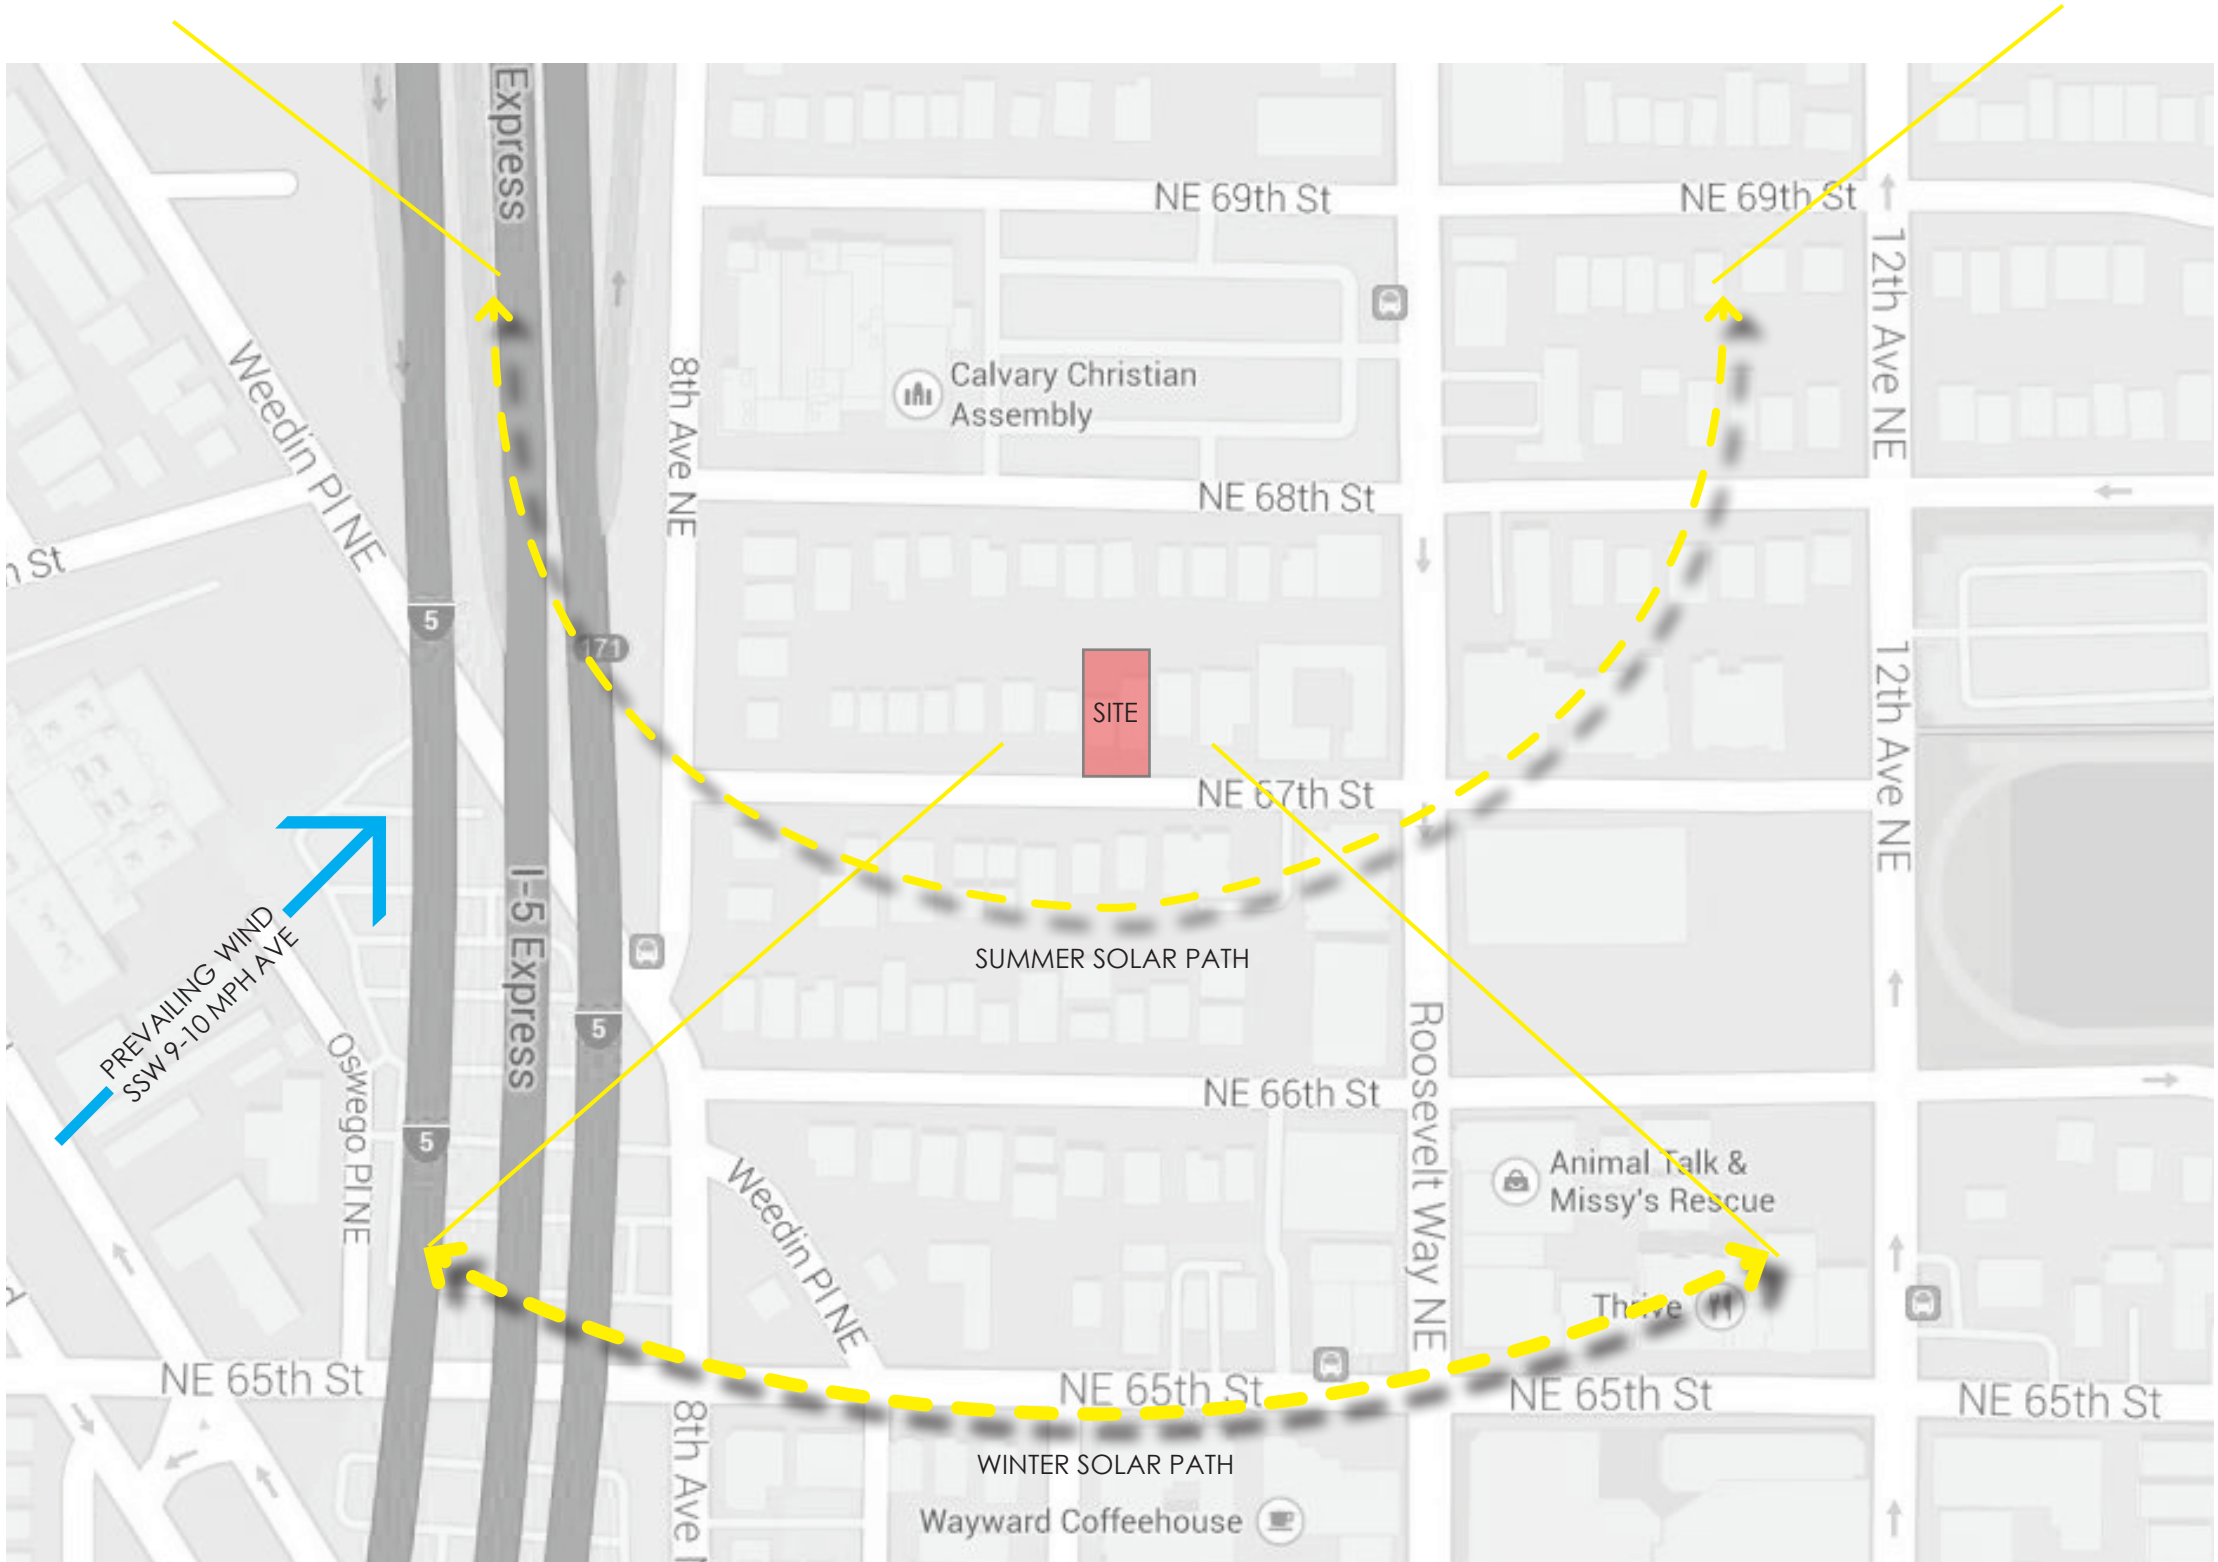 Express
NE 69th St
NE 69th St
12th Ave NE
Weedin Pl NE
8th Ave NE
Calvary Christian
Assembly
NE 68th St
St
5
171
12th Ave NE
SITE
NE 67th St
PREVAILING WIND
SSW 9-10 MPH AVE
I-5 Express
SUMMER SOLAR PATH
5
Oswego Pl NE
5
NE 66th St
Roosevelt Way NE
Animal Talk &
Missy's Rescue
Weedin Pl NE
Thrive
NE 65th St
NE 65th St
NE 65th St
NE 65th St
8th Ave
WINTER SOLAR PATH
Wayward Coffeehouse